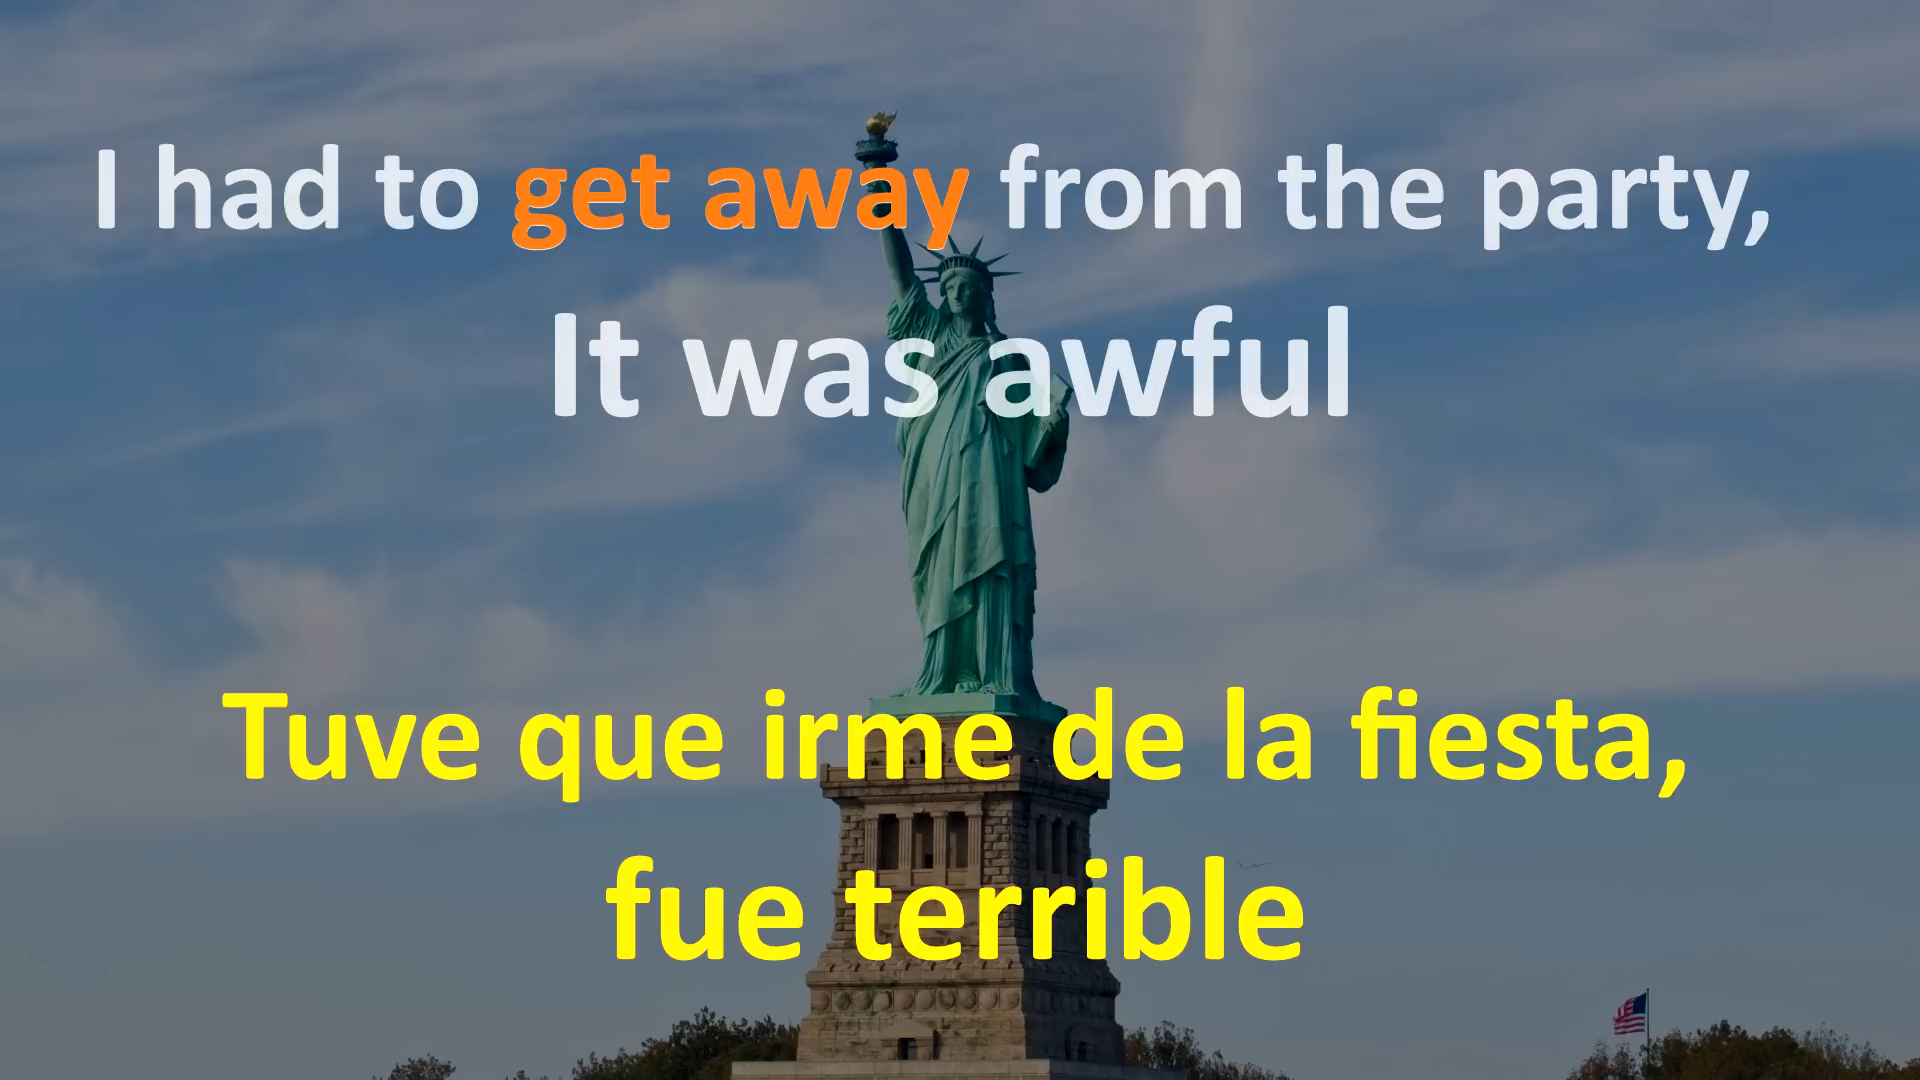 I had to get away from the party,
It was awful
Tuve que irme de la fiesta,
fue terrible